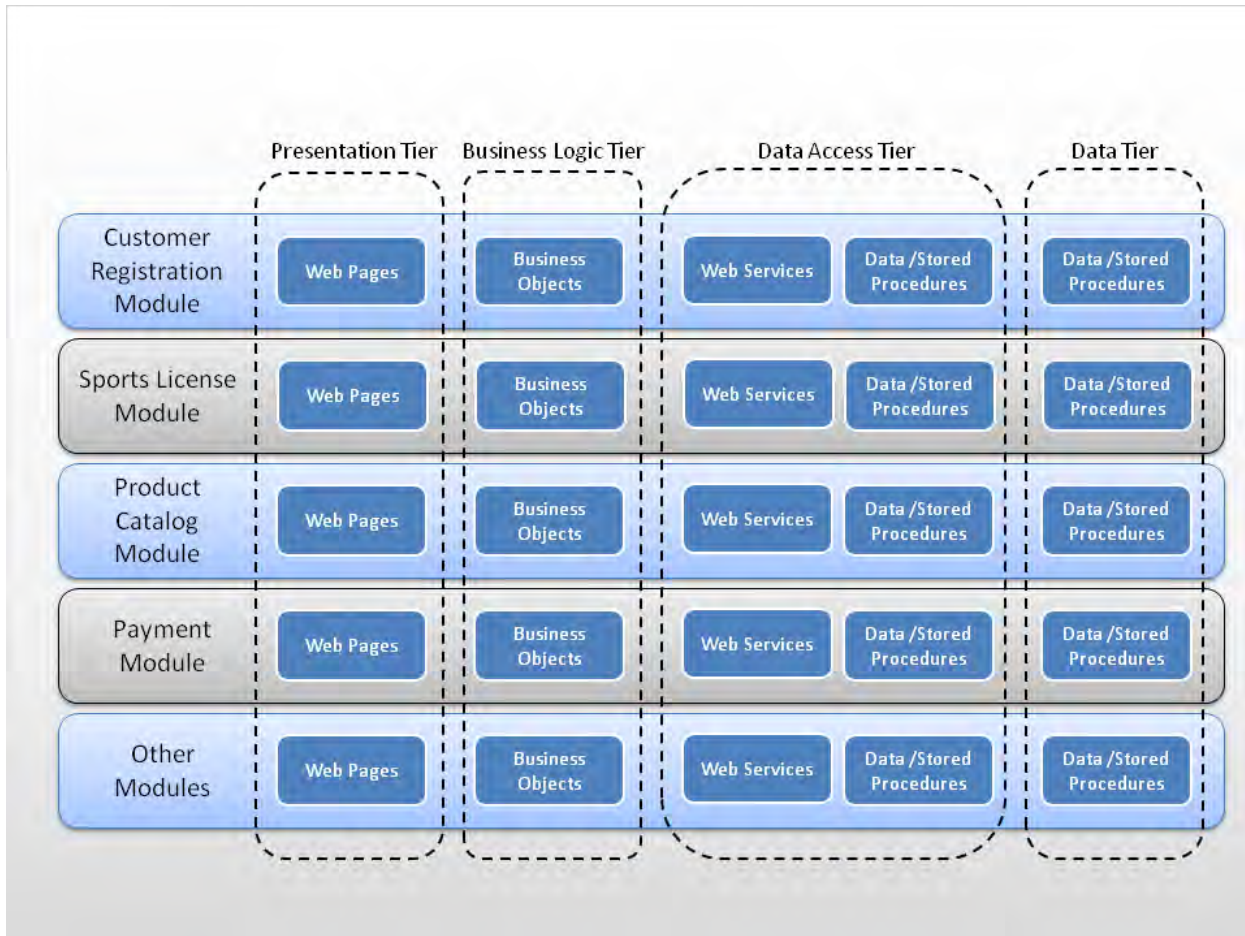 Presentation Tier
Business Logic Tier
Data Access Tier
Data Tier
Customer
Registration
Module
Web Pages
Business
Objects
Web Services
Data /Stored
Procedures
Data /Stored
Procedures
Sports License
Module
Web Pages
Business
Objects
Web Services
Data /Stored
Procedures
Data /Stored
Procedures
Product
Catalog
Module
Web Pages
Business
Objects
Web Services
Data /Stored
Procedures
Data /Stored
Procedures
Payment
Module
Web Pages
Business
Objects
Web Services
Data /Stored
Procedures
Data /Stored
Procedures
Other
Modules
Web Pages
Business
Objects
Web Services
Data /Stored
Procedures
Data /Stored
Procedures